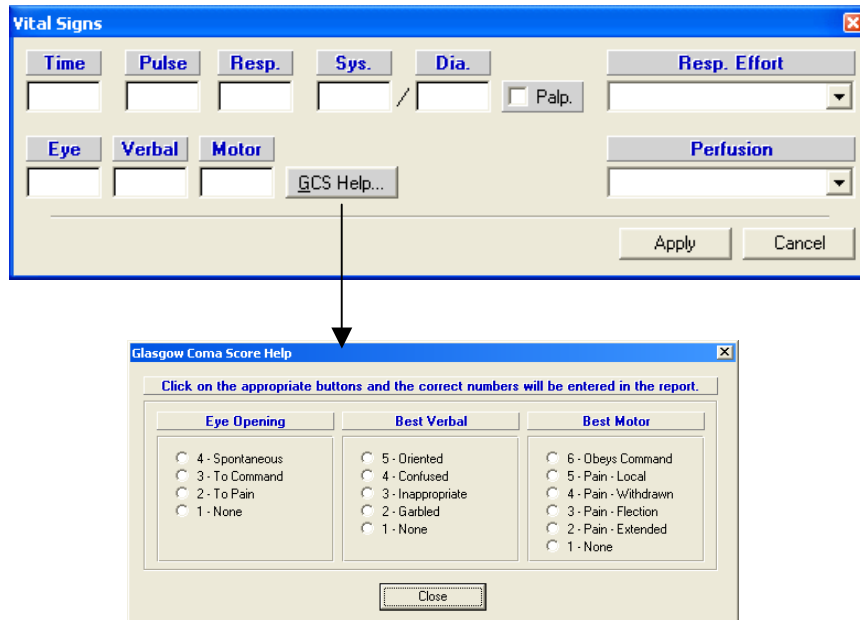 Vital Signs
Time Pulse Resp. Sys. Dia. Resp. Effort
/ Palp.
Eye Verbal Motor Perfusion
GCS Help...
Apply Cancel
Glasgow Coma Score Help
Click on the appropriate buttons and the correct numbers will be entered in the report.
Eye Opening
4 - Spontaneous
3 - To Command
2 - To Pain
1 - None
Best Verbal
5 - Oriented
4 - Confused
3 - Inappropriate
2 - Garbled
1 - None
Best Motor
6 - Obeys Command
5 - Pain - Local
4 - Pain - Withdrawn
3 - Pain - Flection
2 - Pain - Extended
1 - None
Close